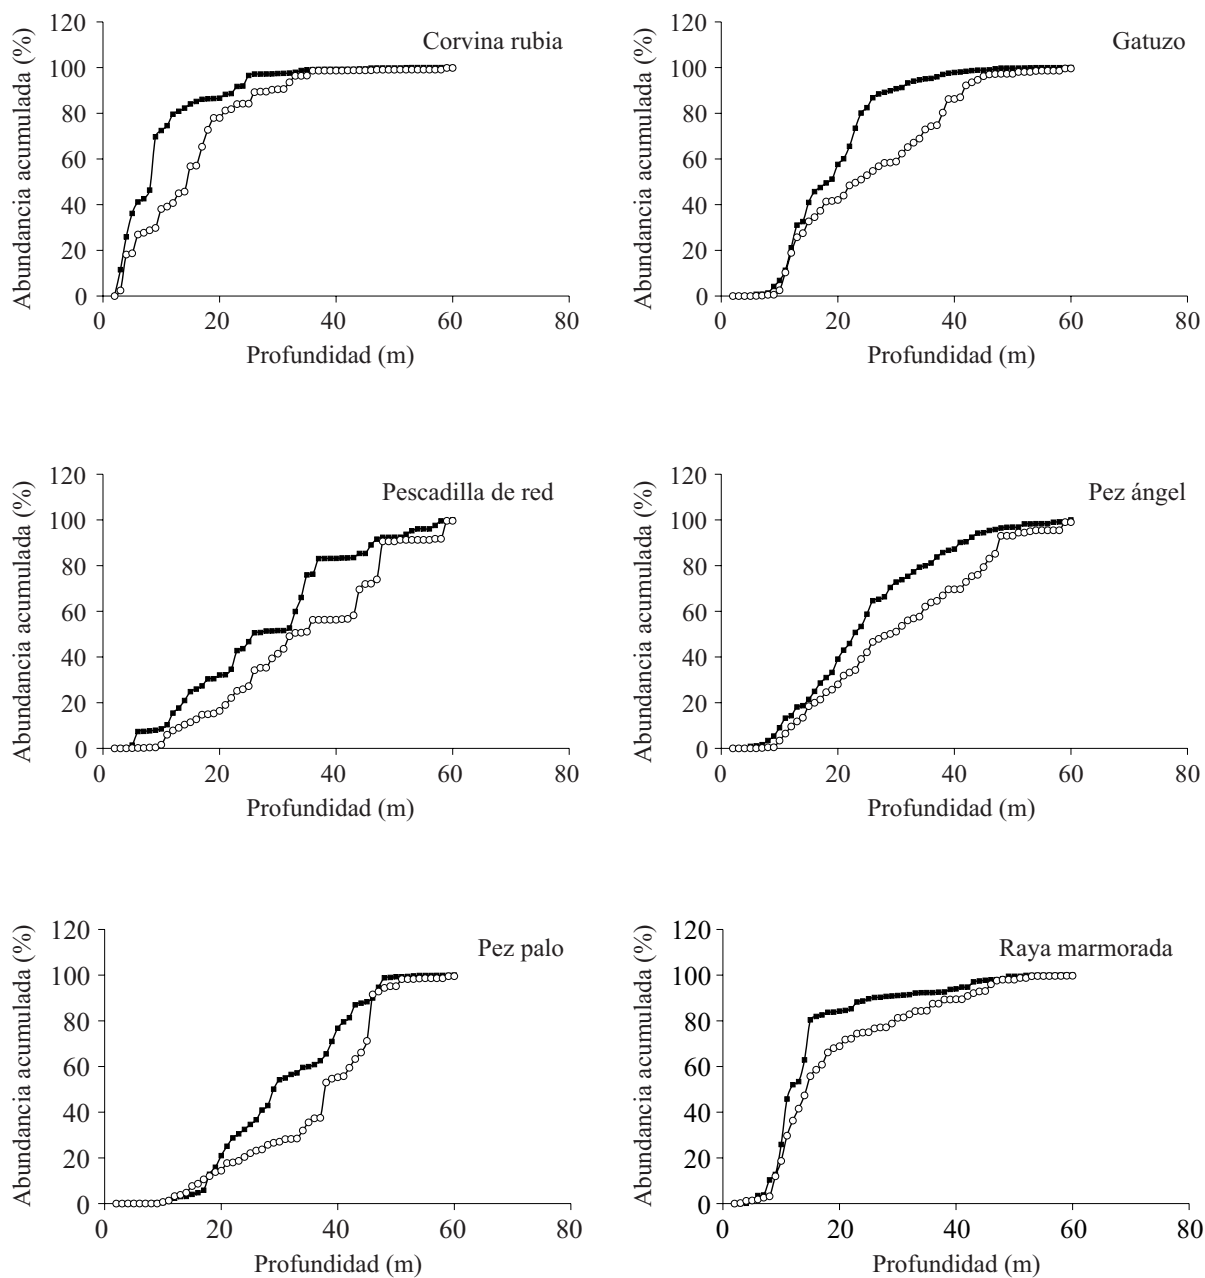 Corvina rubia
Abundancia acumulada (%)
120
100
80
60
40
20
0
0 20 40 60 80
Profundidad (m)
Gatuzo
Abundancia acumulada (%)
120
100
80
60
40
20
0
0 20 40 60 80
Profundidad (m)
Pescadilla de red
Abundancia acumulada (%)
120
100
80
60
40
20
0
0 20 40 60 80
Profundidad (m)
Pez ángel
Abundancia acumulada (%)
120
100
80
60
40
20
0
0 20 40 60 80
Profundidad (m)
Pez palo
Abundancia acumulada (%)
120
100
80
60
40
20
0
0 20 40 60 80
Profundidad (m)
Raya marmorada
Abundancia acumulada (%)
120
100
80
60
40
20
0
0 20 40 60 80
Profundidad (m)